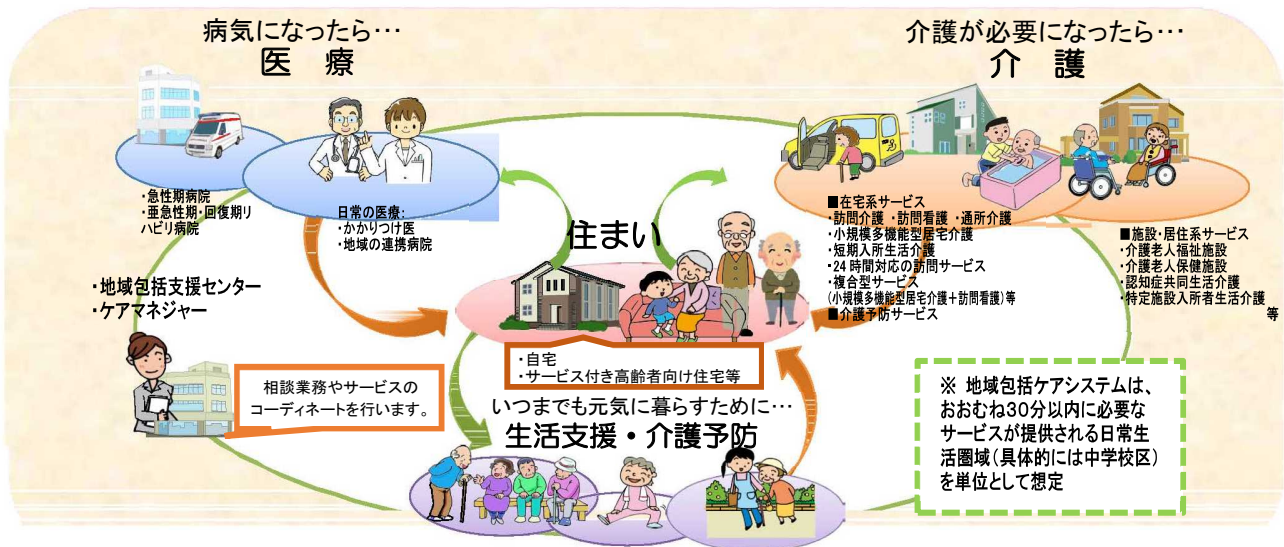 病気になったら…
医　療
・急性期病院
・亜急性期・回復期リ
ハビリ病院
日常の医療:
・かかりつけ医
・地域の連携病院
介護が必要になったら…
介　護
■在宅系サービス
・訪問介護 ・訪問看護 ・通所介護
・小規模多機能型居宅介護
・短期入所生活介護
・24 時間対応の訪問サービス
・複合型サービス
(小規模多機能型居宅介護＋訪問看護)等
■介護予防サービス
■施設・居住系サービス
・介護老人福祉施設
・介護老人保健施設
・認知症共同生活介護
・特定施設入所者生活介護
等
住まい
・自宅
・サービス付き高齢者向け住宅等
・地域包括支援センター
・ケアマネジャー
相談業務やサービスの
コーディネートを行います。
いつまでも元気に暮らすために…
生活支援・介護予防
※ 地域包括ケアシステムは、
おおむね30分以内に必要な
サービスが提供される日常生
活圏域（具体的には中学校区）
を単位として想定